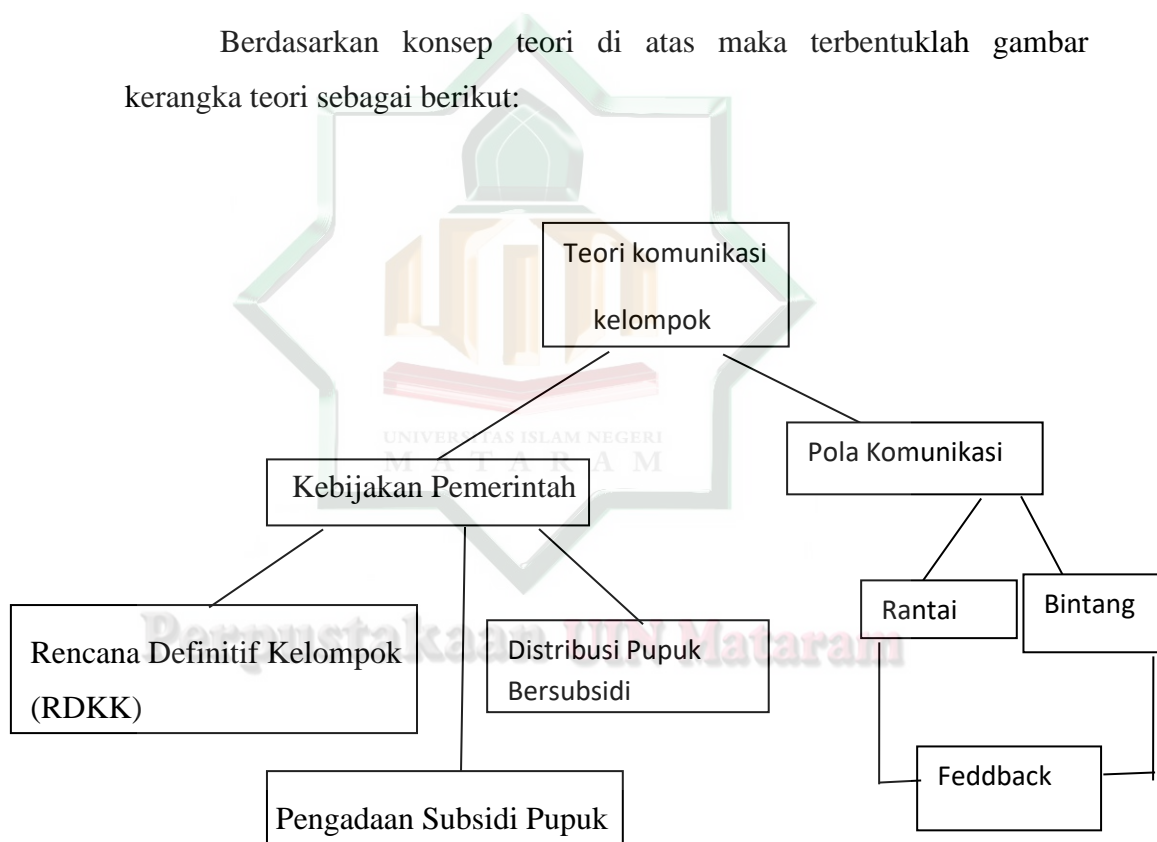 Berdasarkan konsep teori di atas maka terbentuklah gambar
kerangka teori sebagai berikut:
Teori komunikasi
kelompok
UNIVERSITAS ISLAM NEGERI
MATARAM
Pola Komunikasi
Kebijakan Pemerintah
Rantai
Bintang
Perpustakaan UIN Mataram
Rencana Definitif Kelompok
(RDKK)
Distribusi Pupuk
Bersubsidi
Feddback
Pengadaan Subsidi Pupuk